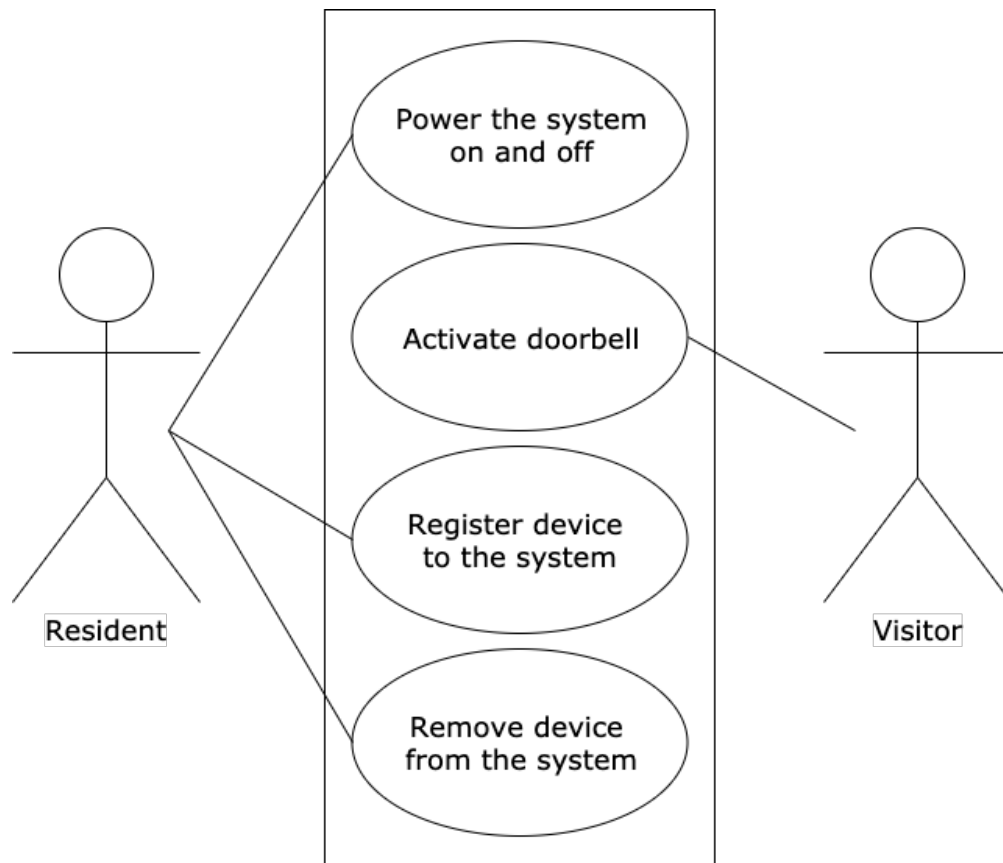 Power the system
on and off
Activate doorbell
Register device
to the system
Resident
Visitor
Remove device
from the system